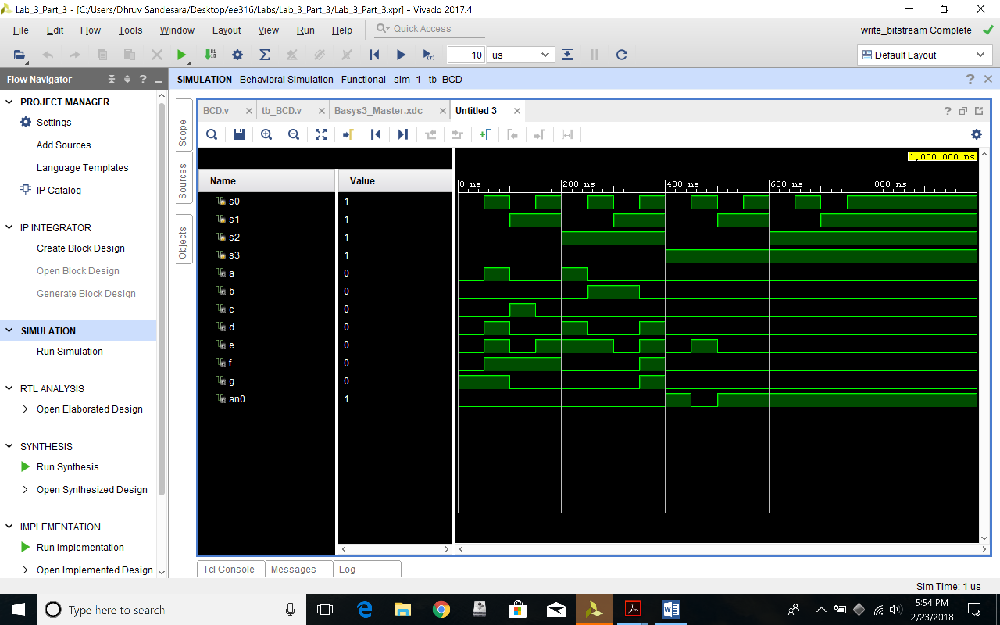 Lab_3_Part_3 - [C:/Users/Dhruv Sandesara/Desktop/ee316/Labs/Lab_3_Part_3/Lab_3_Part_3.xpr] - Vivado 2017.4
File Edit Flow Tools Window Layout View Run Help Quick Access write_bitstream Complete
10 us Default Layout
Flow Navigator
SIMULATION - Behavioral Simulation - Functional - sim_1 - tb_BCD
PROJECT MANAGER
Settings
Add Sources
Language Templates
IP Catalog
IP INTEGRATOR
Create Block Design
Open Block Design
Generate Block Design
SIMULATION
Run Simulation
RTL ANALYSIS
Open Elaborated Design
SYNTHESIS
Run Synthesis
Open Synthesized Design
IMPLEMENTATION
Run Implementation
Open Implemented Design
Scope
Sources
Objects
BCD.v tb_BCD.v Basys3_Master.xdc Untitled 3
1,000.000 ns
Name Value
0 ns 200 ns 400 ns 600 ns 800 ns
s0 1
s1 1
s2 1
s3 1
a 0
b 0
c 0
d 0
e 0
f 0
g 0
an0 1
Tcl Console Messages Log
Sim Time: 1 us
Type here to search
5:54 PM
2/23/2018